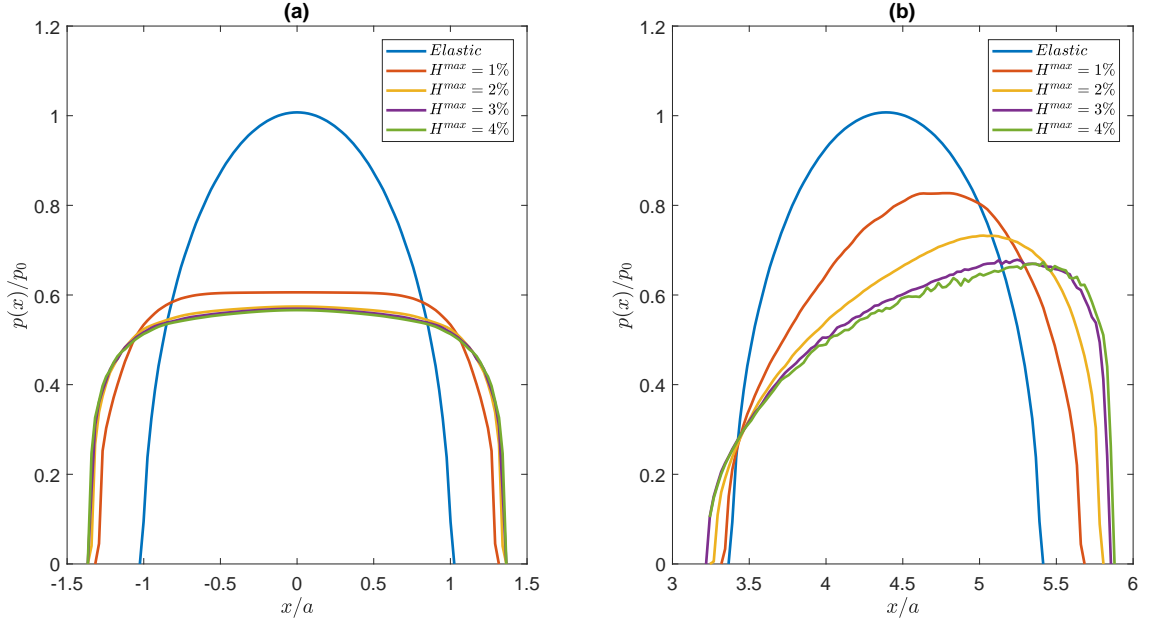 (a)
1.2
1
0.8
0.6
0.4
0.2
0
p(x)/p₀
-1.5
-1
-0.5
0
0.5
1
1.5
x/a
Elastic
Hᵐᵃˣ = 1%
Hᵐᵃˣ = 2%
Hᵐᵃˣ = 3%
Hᵐᵃˣ = 4%
(b)
1.2
1
0.8
0.6
0.4
0.2
0
p(x)/p₀
3
3.5
4
4.5
5
5.5
6
x/a
Elastic
Hᵐᵃˣ = 1%
Hᵐᵃˣ = 2%
Hᵐᵃˣ = 3%
Hᵐᵃˣ = 4%